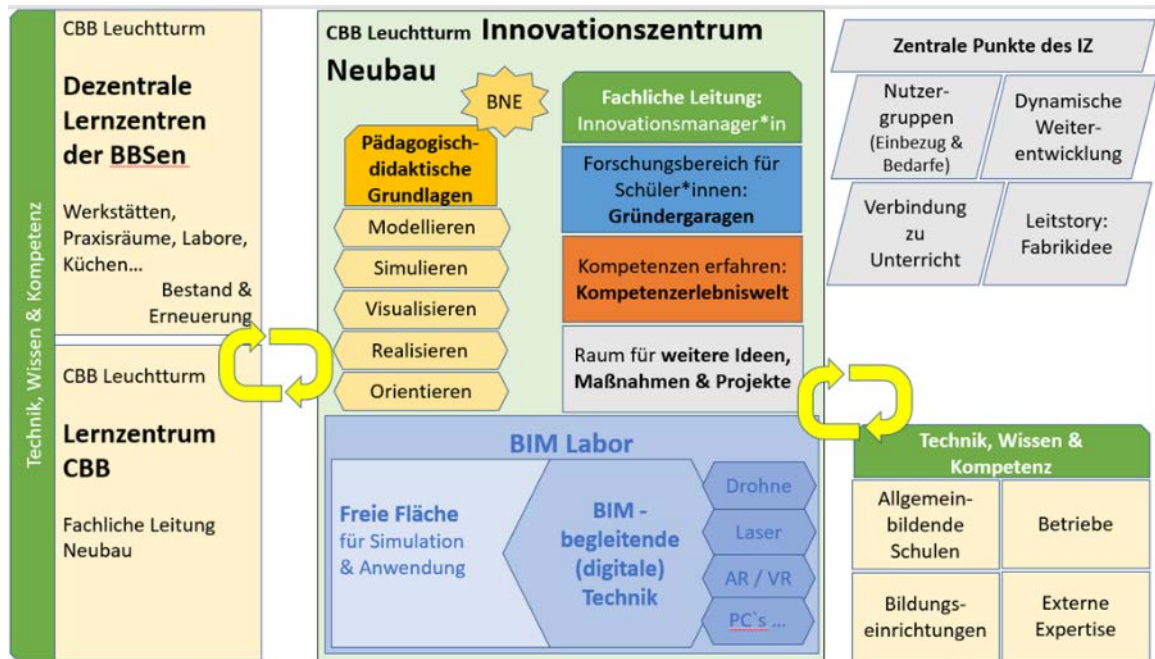 Technik, Wissen & Kompetenz
CBB Leuchtturm
Dezentrale
Lernzentren
der BBSen
Werkstätten,
Praxisräume, Labore,
Küchen...
Bestand &
Erneuerung
CBB Leuchtturm
Lernzentrum
CBB
Fachliche Leitung
Neubau
CBB Leuchtturm Innovationszentrum
Neubau
BNE
Pädagogisch-
didaktische
Grundlagen
Modellieren
Simulieren
Visualisieren
Realisieren
Orientieren
Fachliche Leitung:
Innovationsmanager*in
Forschungsbereich für
Schüler*innen:
Gründergaragen
Kompetenzen erfahren:
Kompetenzerlebniswelt
Raum für weitere Ideen,
Maßnahmen & Projekte
BIM Labor
Freie Fläche
für Simulation
& Anwendung
BIM -
begleitende
(digitale)
Technik
Drohne
Laser
AR / VR
PC`s ...
Zentrale Punkte des IZ
Nutzer-
gruppen
(Einbezug &
Bedarfe)
Dynamische
Weiter-
entwicklung
Verbindung
zu
Unterricht
Leitstory:
Fabrikidee
Technik, Wissen &
Kompetenz
Allgemein-
bildende
Schulen
Betriebe
Bildungs-
einrichtungen
Externe
Expertise